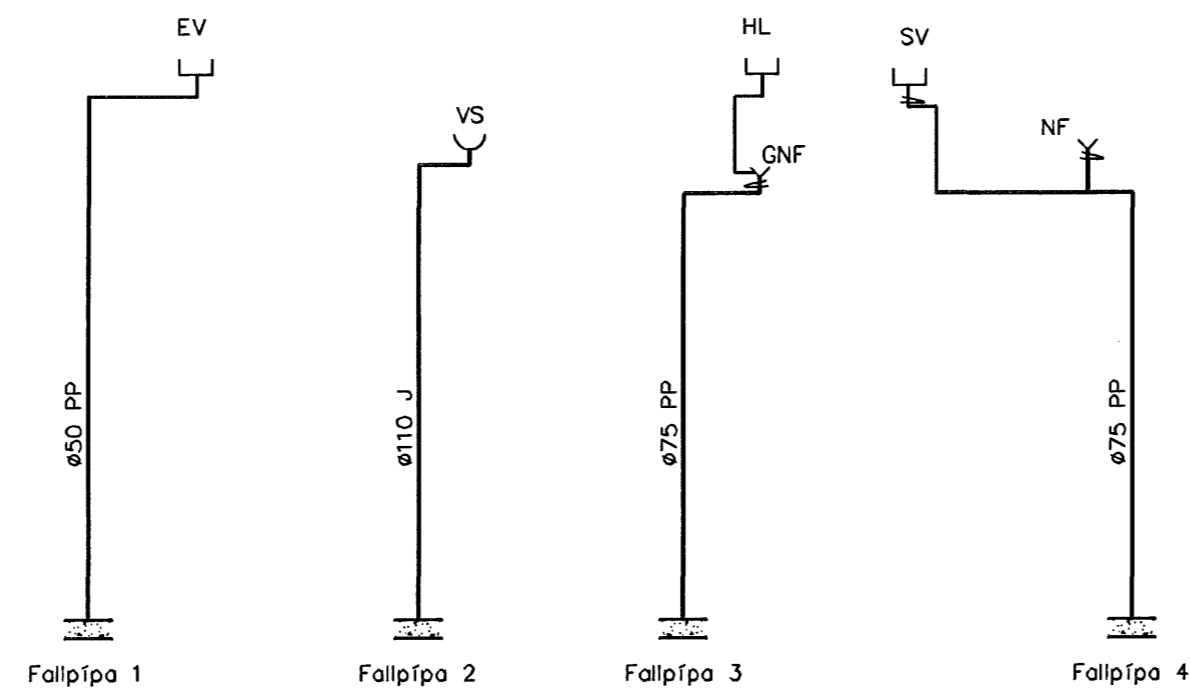 EV
HL
SV
VS
NF
GNF
ø50 PP
ø110 J
ø75 PP
ø75 PP
Fallpípa 1
Fallpípa 2
Fallpípa 3
Fallpípa 4